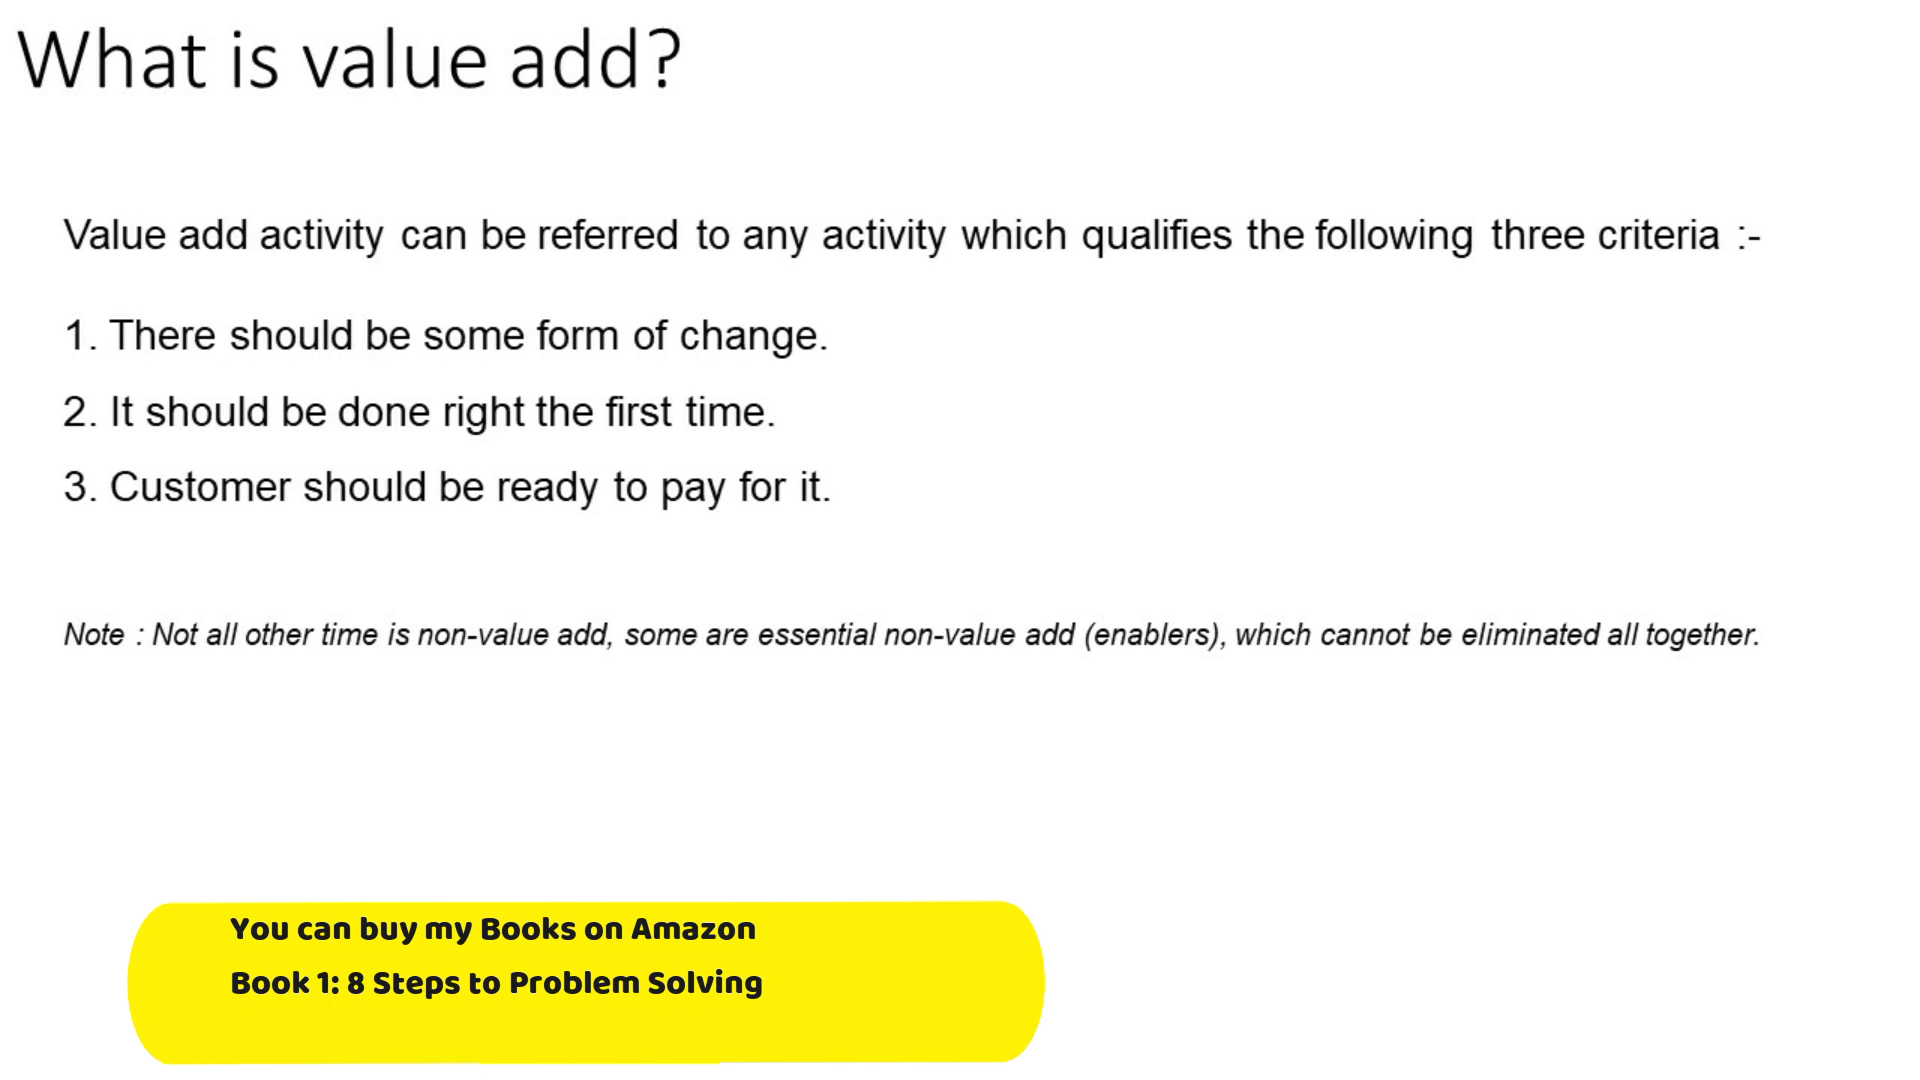 What is value add?
Value add activity can be referred to any activity which qualifies the following three criteria :-
1. There should be some form of change.
2. It should be done right the first time.
3. Customer should be ready to pay for it.
Note : Not all other time is non-value add, some are essential non-value add (enablers), which cannot be eliminated all together.
You can buy my Books on Amazon
Book 1: 8 Steps to Problem Solving